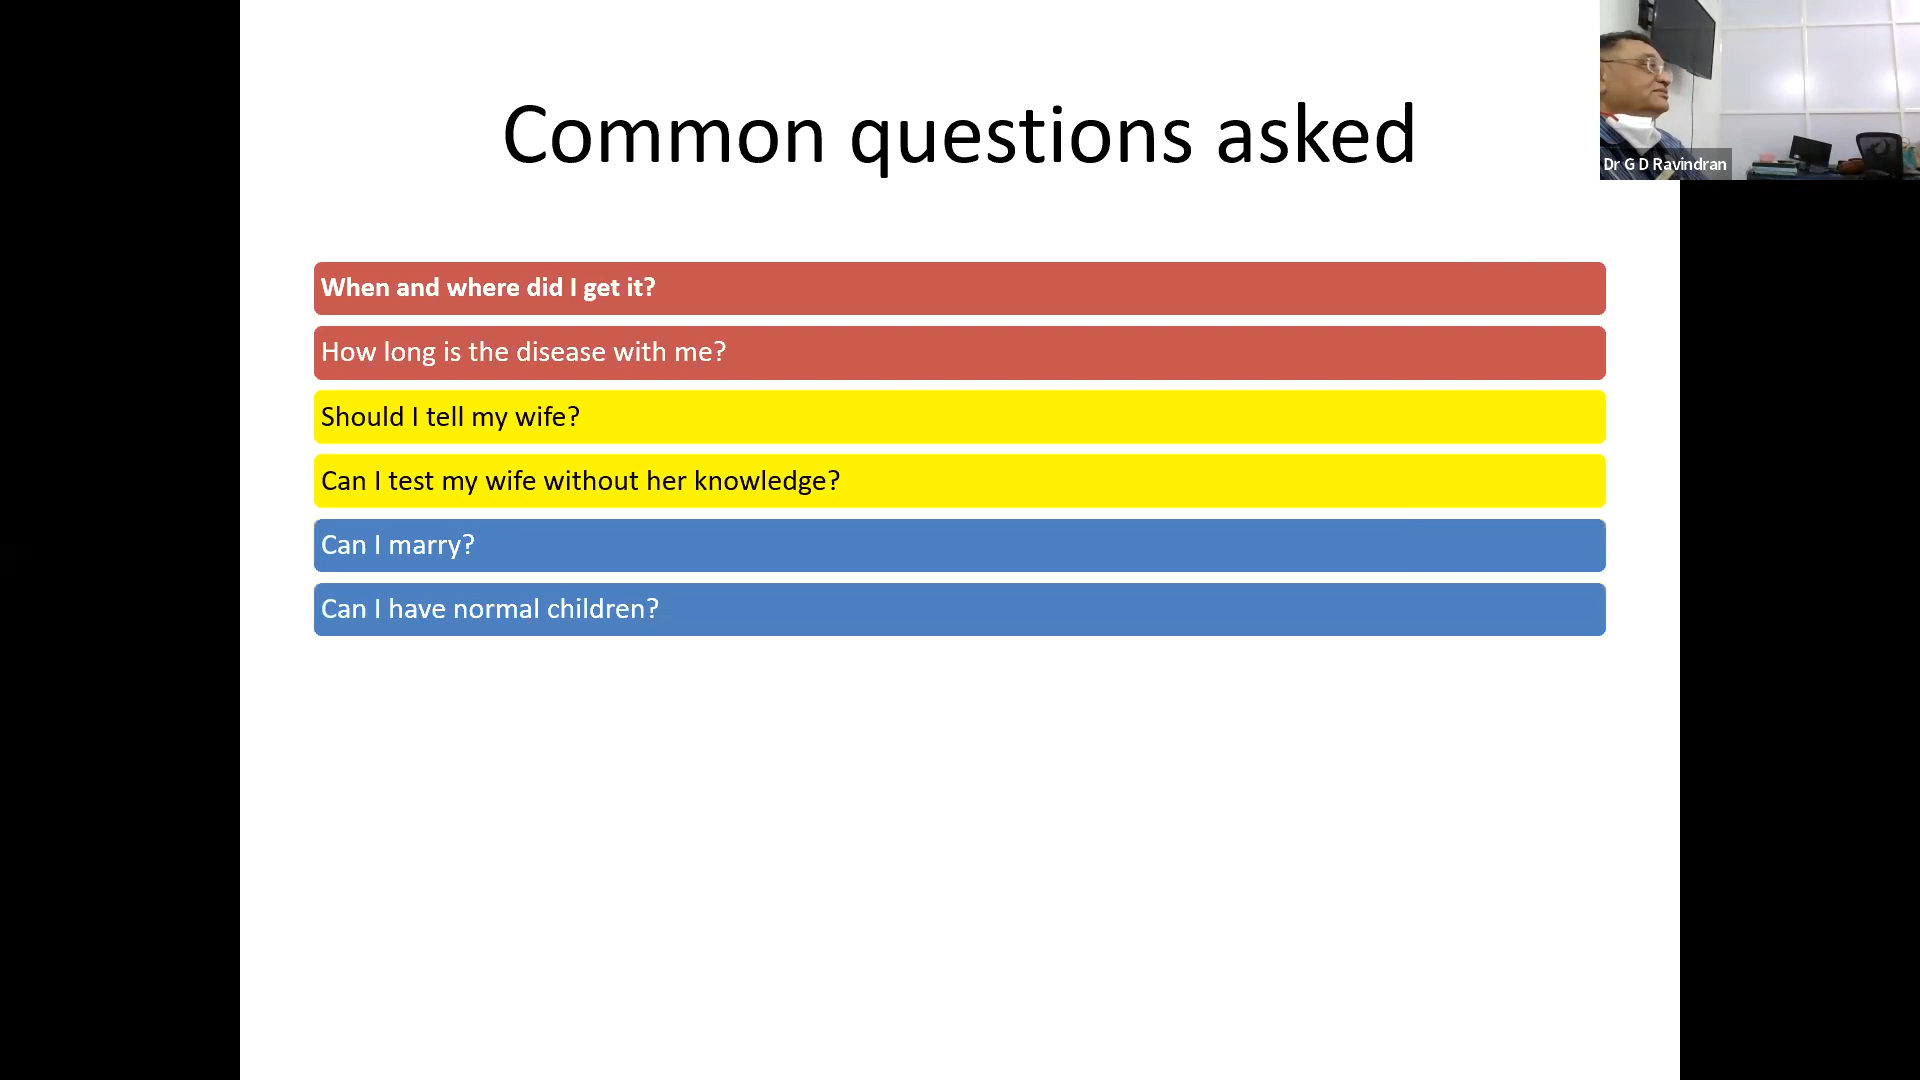 Common questions asked
Dr G D Ravindran
When and where did I get it?
How long is the disease with me?
Should I tell my wife?
Can I test my wife without her knowledge?
Can I marry?
Can I have normal children?